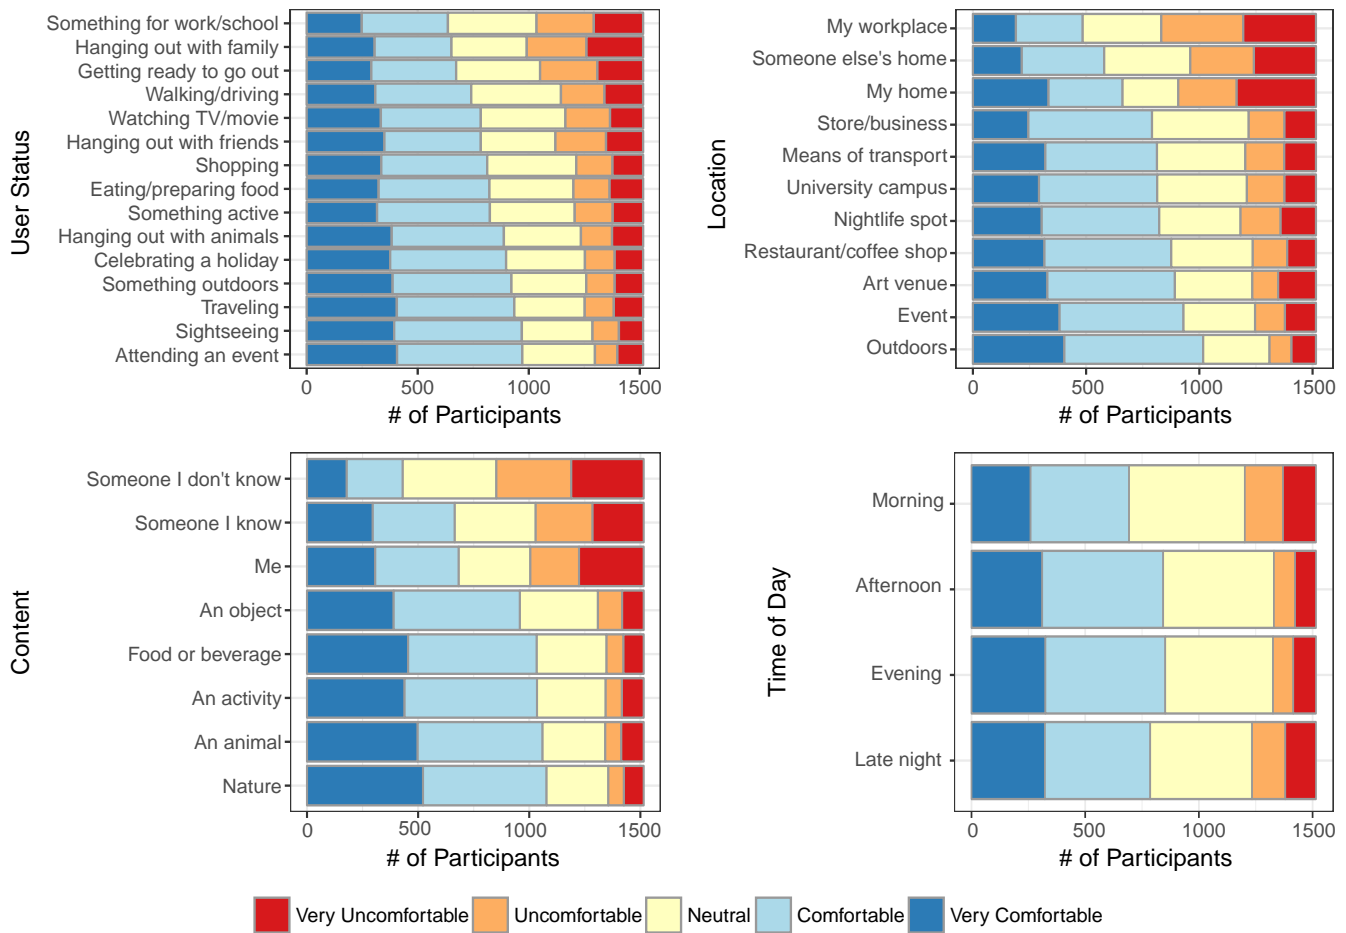 Something for work/school
Hanging out with family
Getting ready to go out
Walking/driving
Watching TV/movie
Hanging out with friends
Shopping
Eating/preparing food
Something active
Hanging out with animals
Celebrating a holiday
Something outdoors
Traveling
Sightseeing
Attending an event
User Status
0 500 1000 1500
# of Participants
My workplace
Someone else's home
My home
Store/business
Means of transport
University campus
Nightlife spot
Restaurant/coffee shop
Art venue
Event
Outdoors
Location
0 500 1000 1500
# of Participants
Someone I don't know
Someone I know
Me
An object
Food or beverage
An activity
An animal
Nature
Content
0 500 1000 1500
# of Participants
Morning
Afternoon
Evening
Late night
Time of Day
0 500 1000 1500
# of Participants
Very Uncomfortable Uncomfortable Neutral Comfortable Very Comfortable